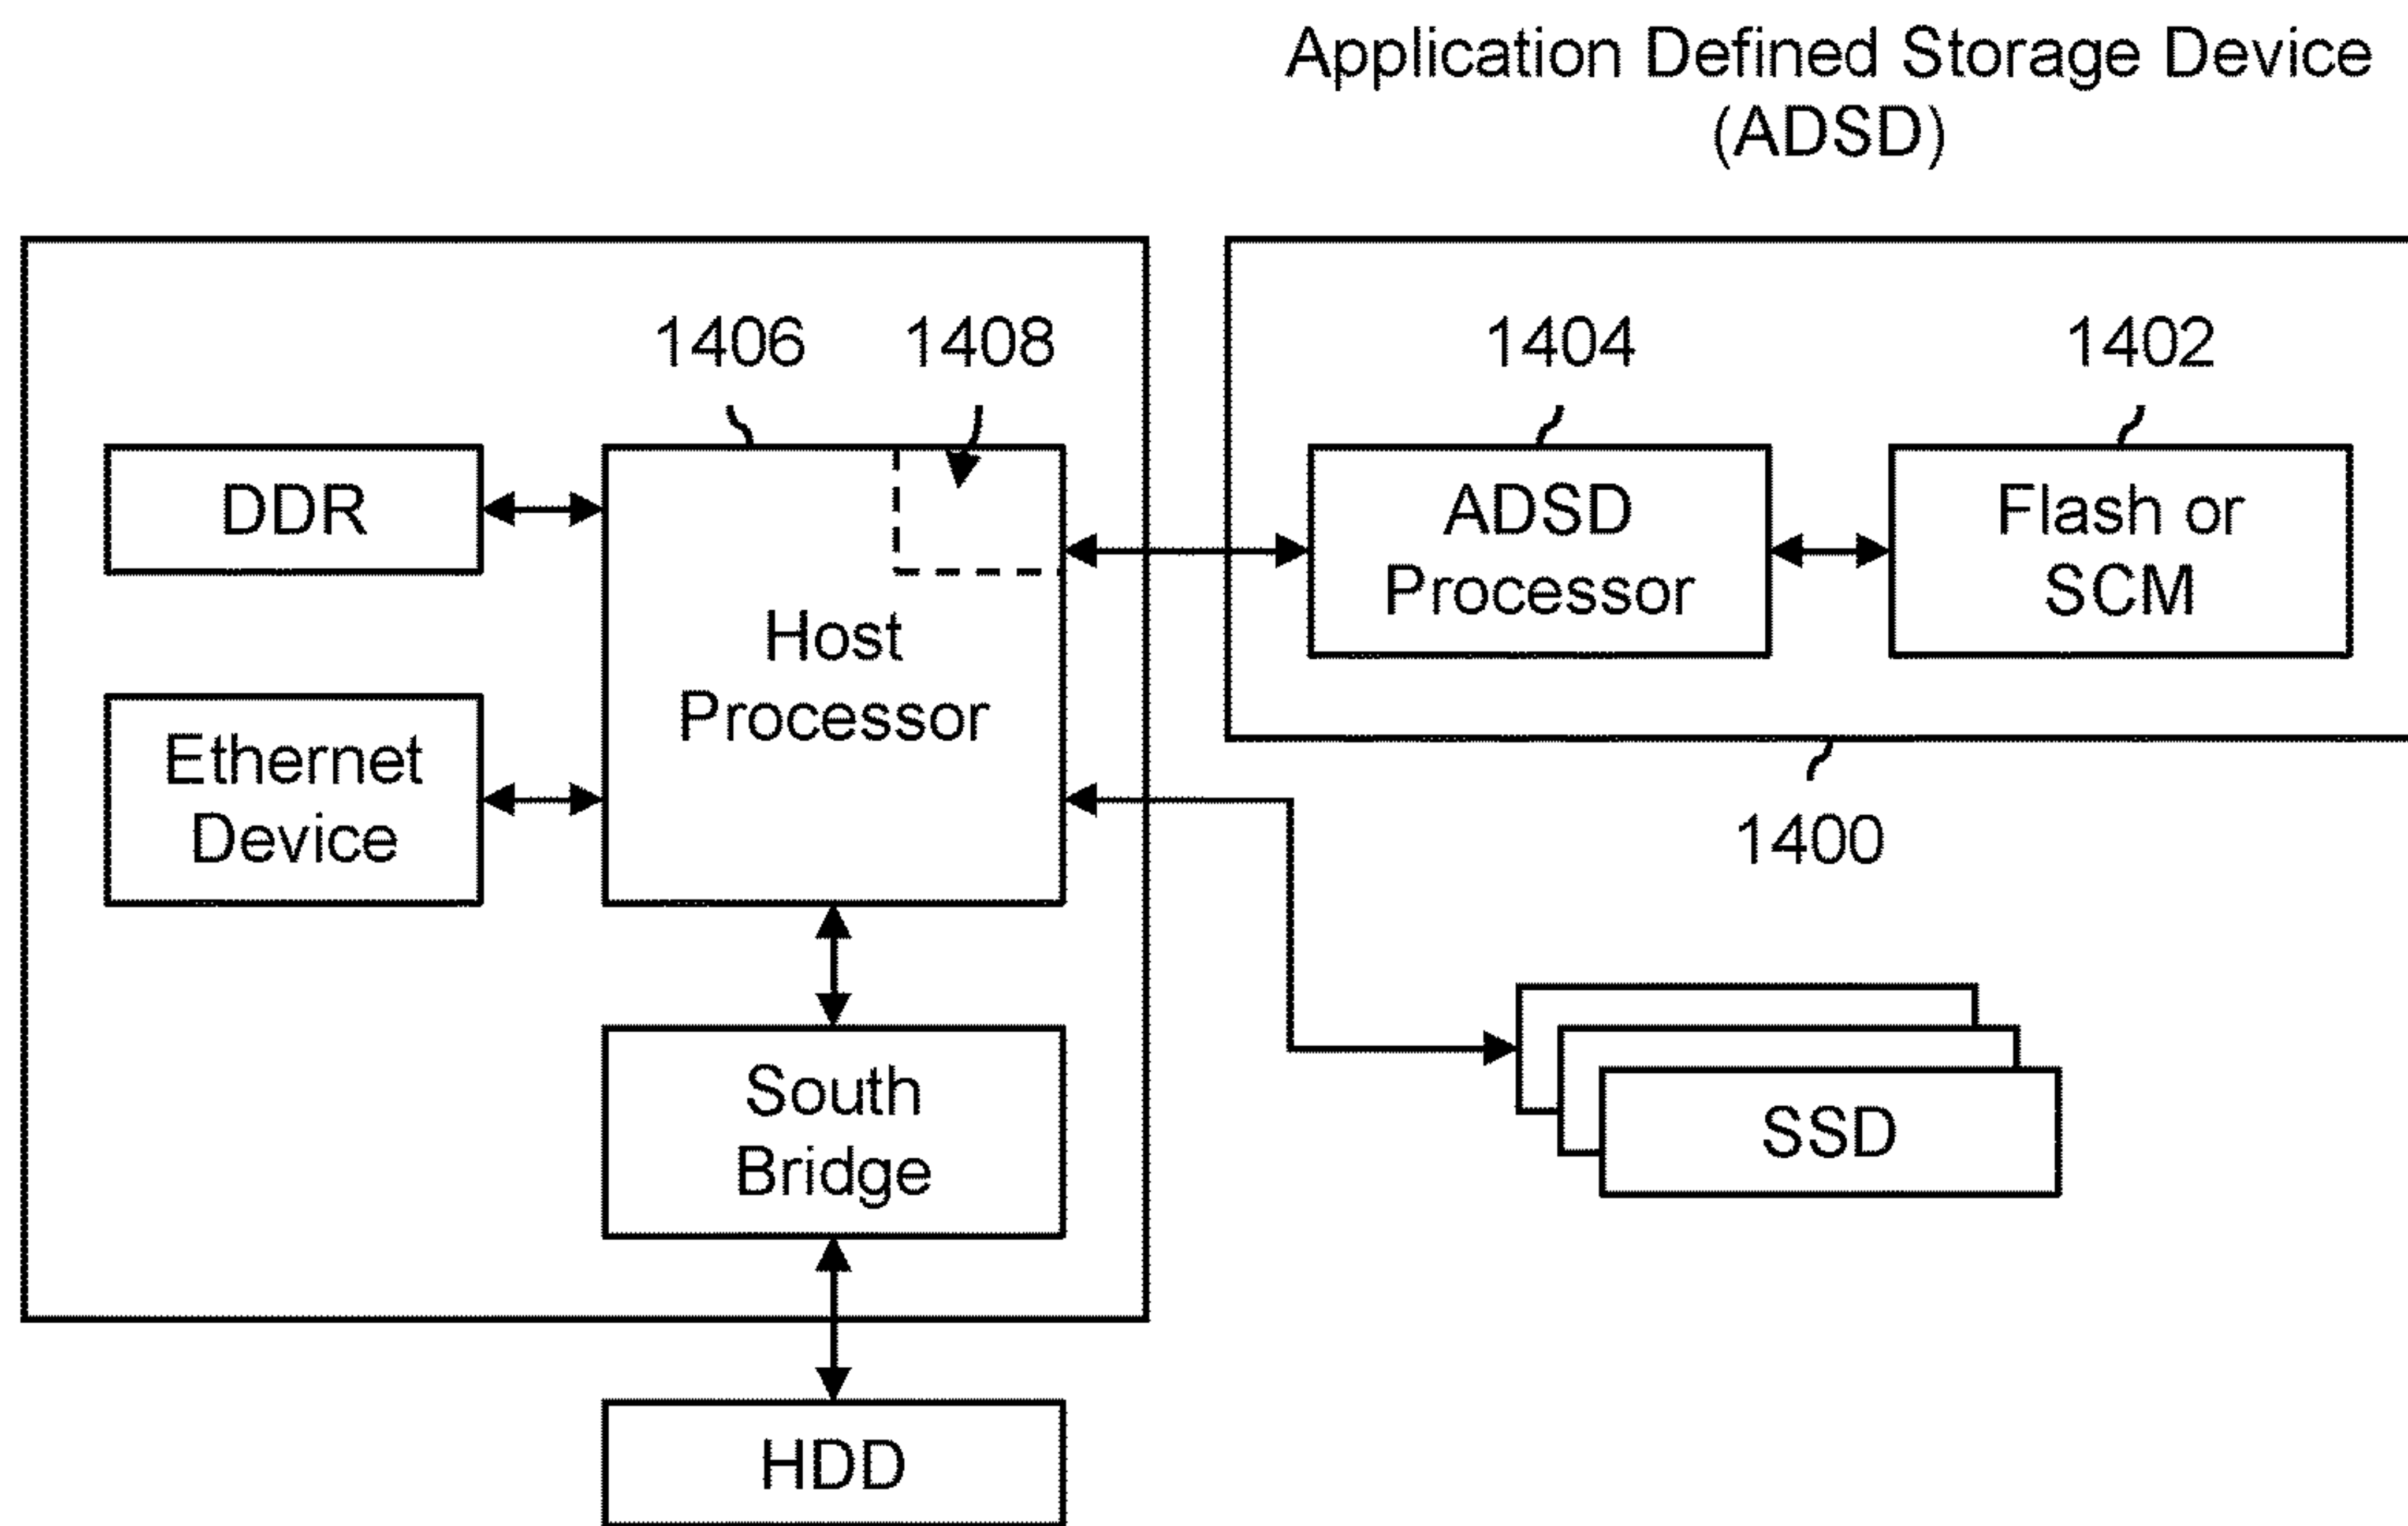 Application Defined Storage Device
(ADSD)
1406
1408
1404
1402
DDR
Host
Processor
ADSD
Processor
Flash or
SCM
Ethernet
Device
1400
South
Bridge
SSD
HDD